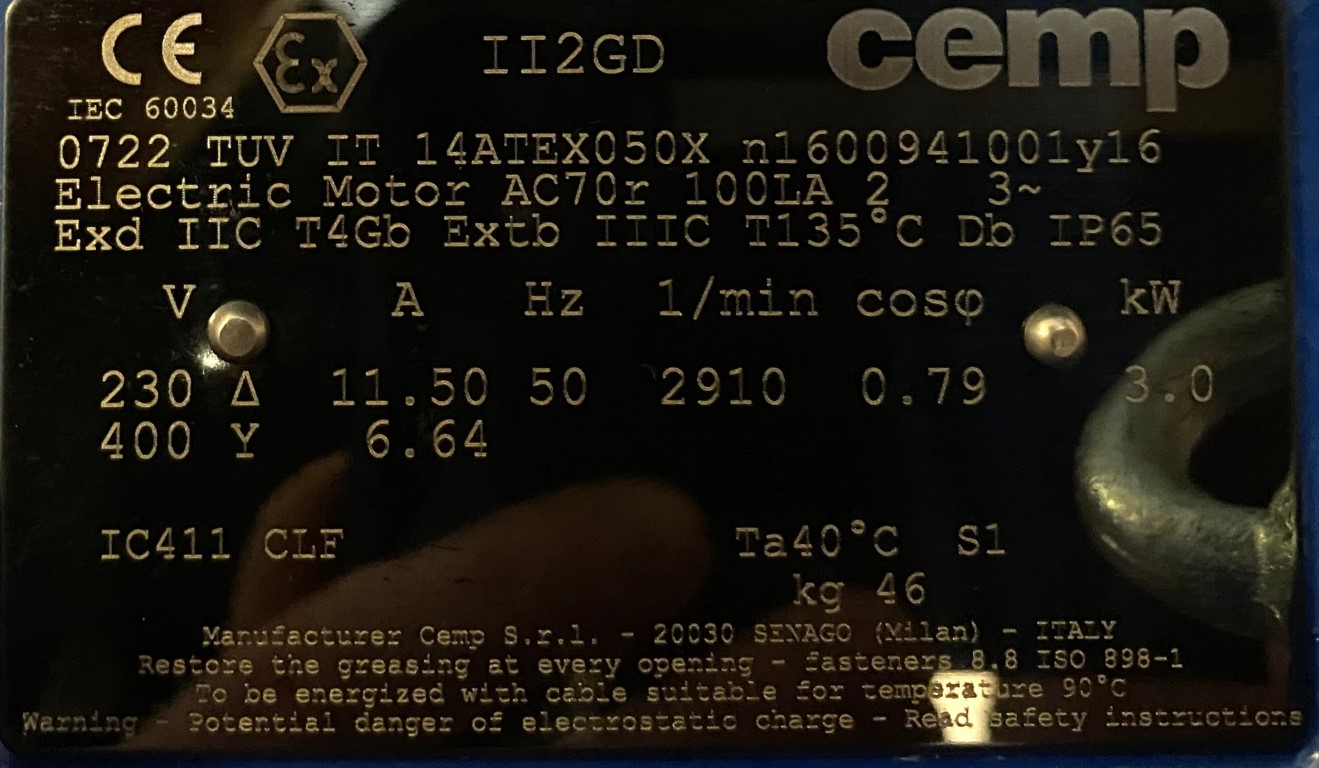 CE Ex II2GD cemp
IEC 60034
0722 TUV IT 14ATEX050X n1600941001y16
Electric Motor AC70r 100LA 2 3~
Exd IIC T4Gb Extb IIIC T135°C Db IP65
V A Hz 1/min cosφ kW
230 Δ 11.50 50 2910 0.79 3.0
400 Y 6.64
IC411 CLF Ta40°C S1
kg 46
Manufacturer Cemp S.r.l. - 20030 SENAGO (Milan) - ITALY
Restore the greasing at every opening - fasteners 8.8 ISO 898-1
To be energized with cable suitable for temperature 90°C
Warning - Potential danger of electrostatic charge - Read safety instructions